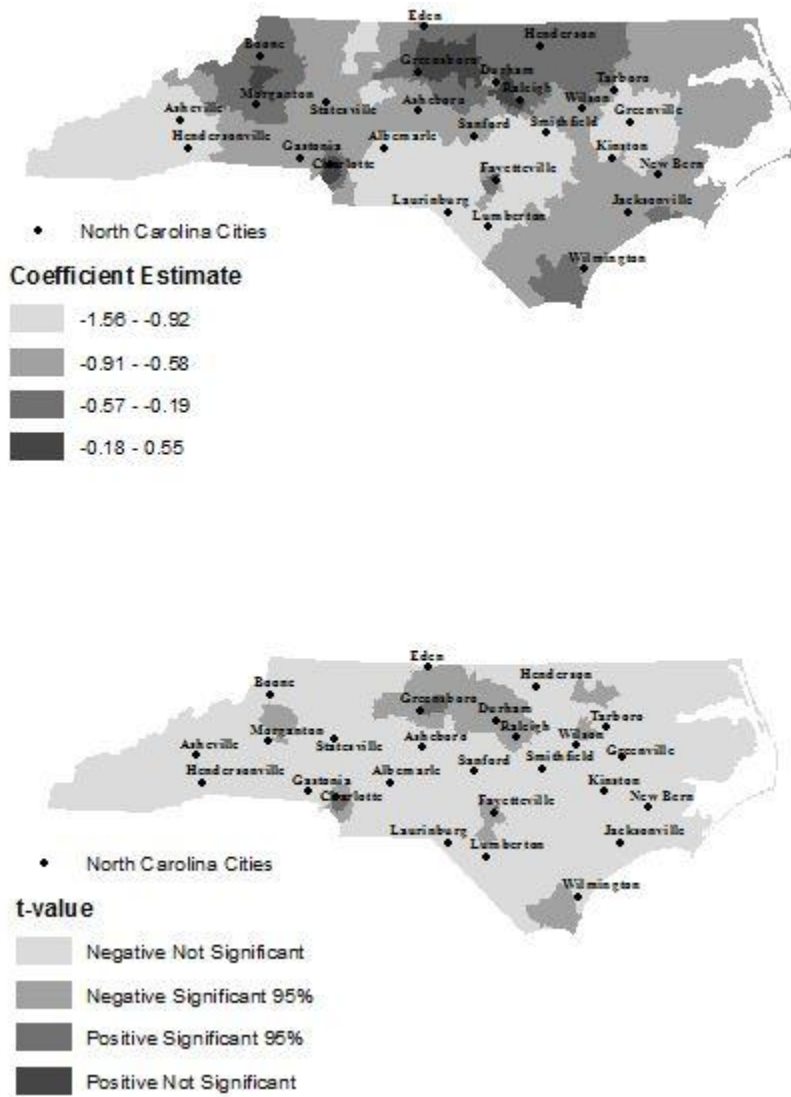 Eden
Boone
Henderson
Greensboro
Durham
Tarboro
Morganton
Raleigh
Statesville
Asheboro
Wilson
Asheville
Greenville
Sanford
Smithfield
Hendersonville
Gastonia
Albemarle
Kinston
Charlotte
Fayetteville
New Bern
Laurinburg
Lumberton
Jacksonville
North Carolina Cities
Wilmington
Coefficient Estimate
-1.56 - -0.92
-0.91 - -0.58
-0.57 - -0.19
-0.18 - 0.55
Eden
Henderson
Boone
Greensboro
Durham
Tarboro
Morganton
Raleigh
Wilson
Statesville
Asheboro
Asheville
Greenville
Sanford
Smithfield
Hendersonville
Gastonia
Albemarle
Kinston
Charlotte
Fayetteville
New Bern
Laurinburg
Lumberton
Jacksonville
North Carolina Cities
Wilmington
t-value
Negative Not Significant
Negative Significant 95%
Positive Significant 95%
Positive Not Significant